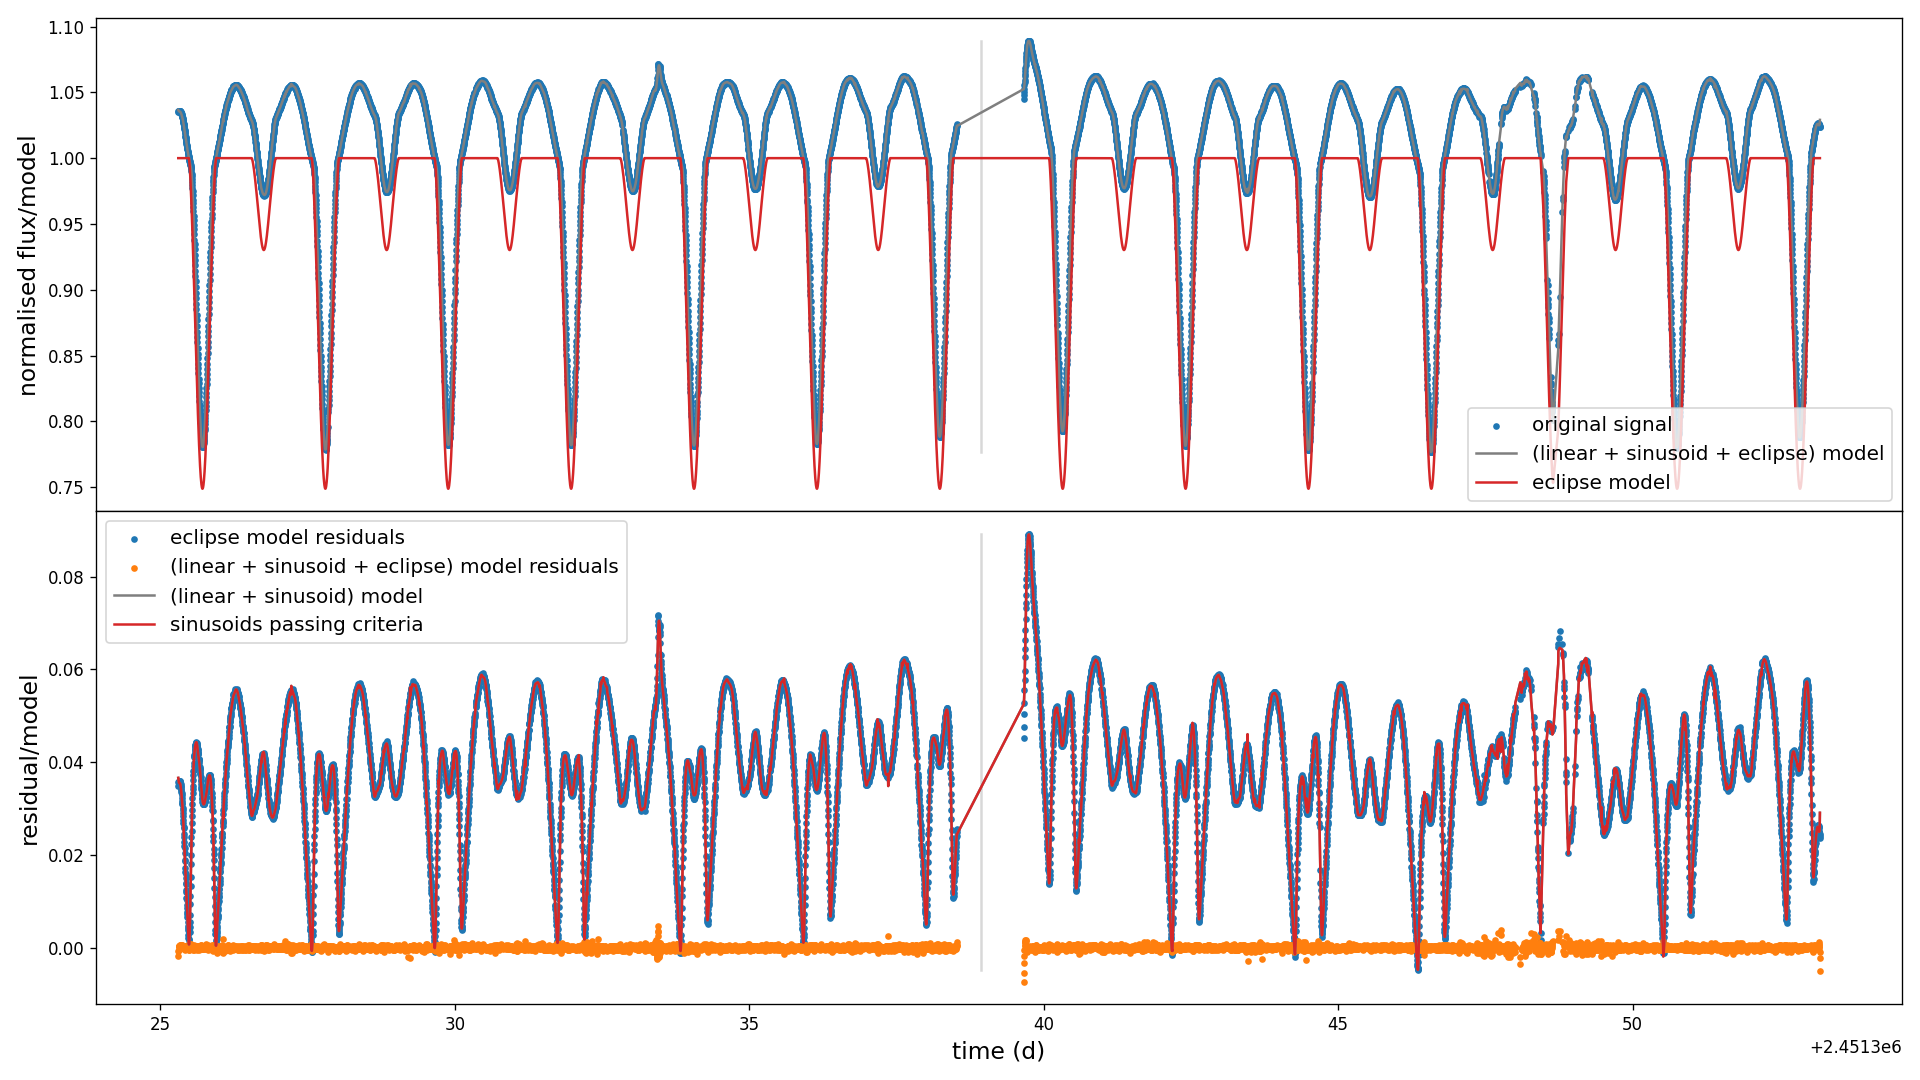 1.10
1.05
1.00
0.95
0.90
0.85
0.80
0.75
normalised flux/model
original signal
(linear + sinusoid + eclipse) model
eclipse model
eclipse model residuals
(linear + sinusoid + eclipse) model residuals
(linear + sinusoid) model
sinusoids passing criteria
0.08
0.06
0.04
0.02
0.00
residual/model
25
30
35
40
45
50
time (d)
+2.4513e6